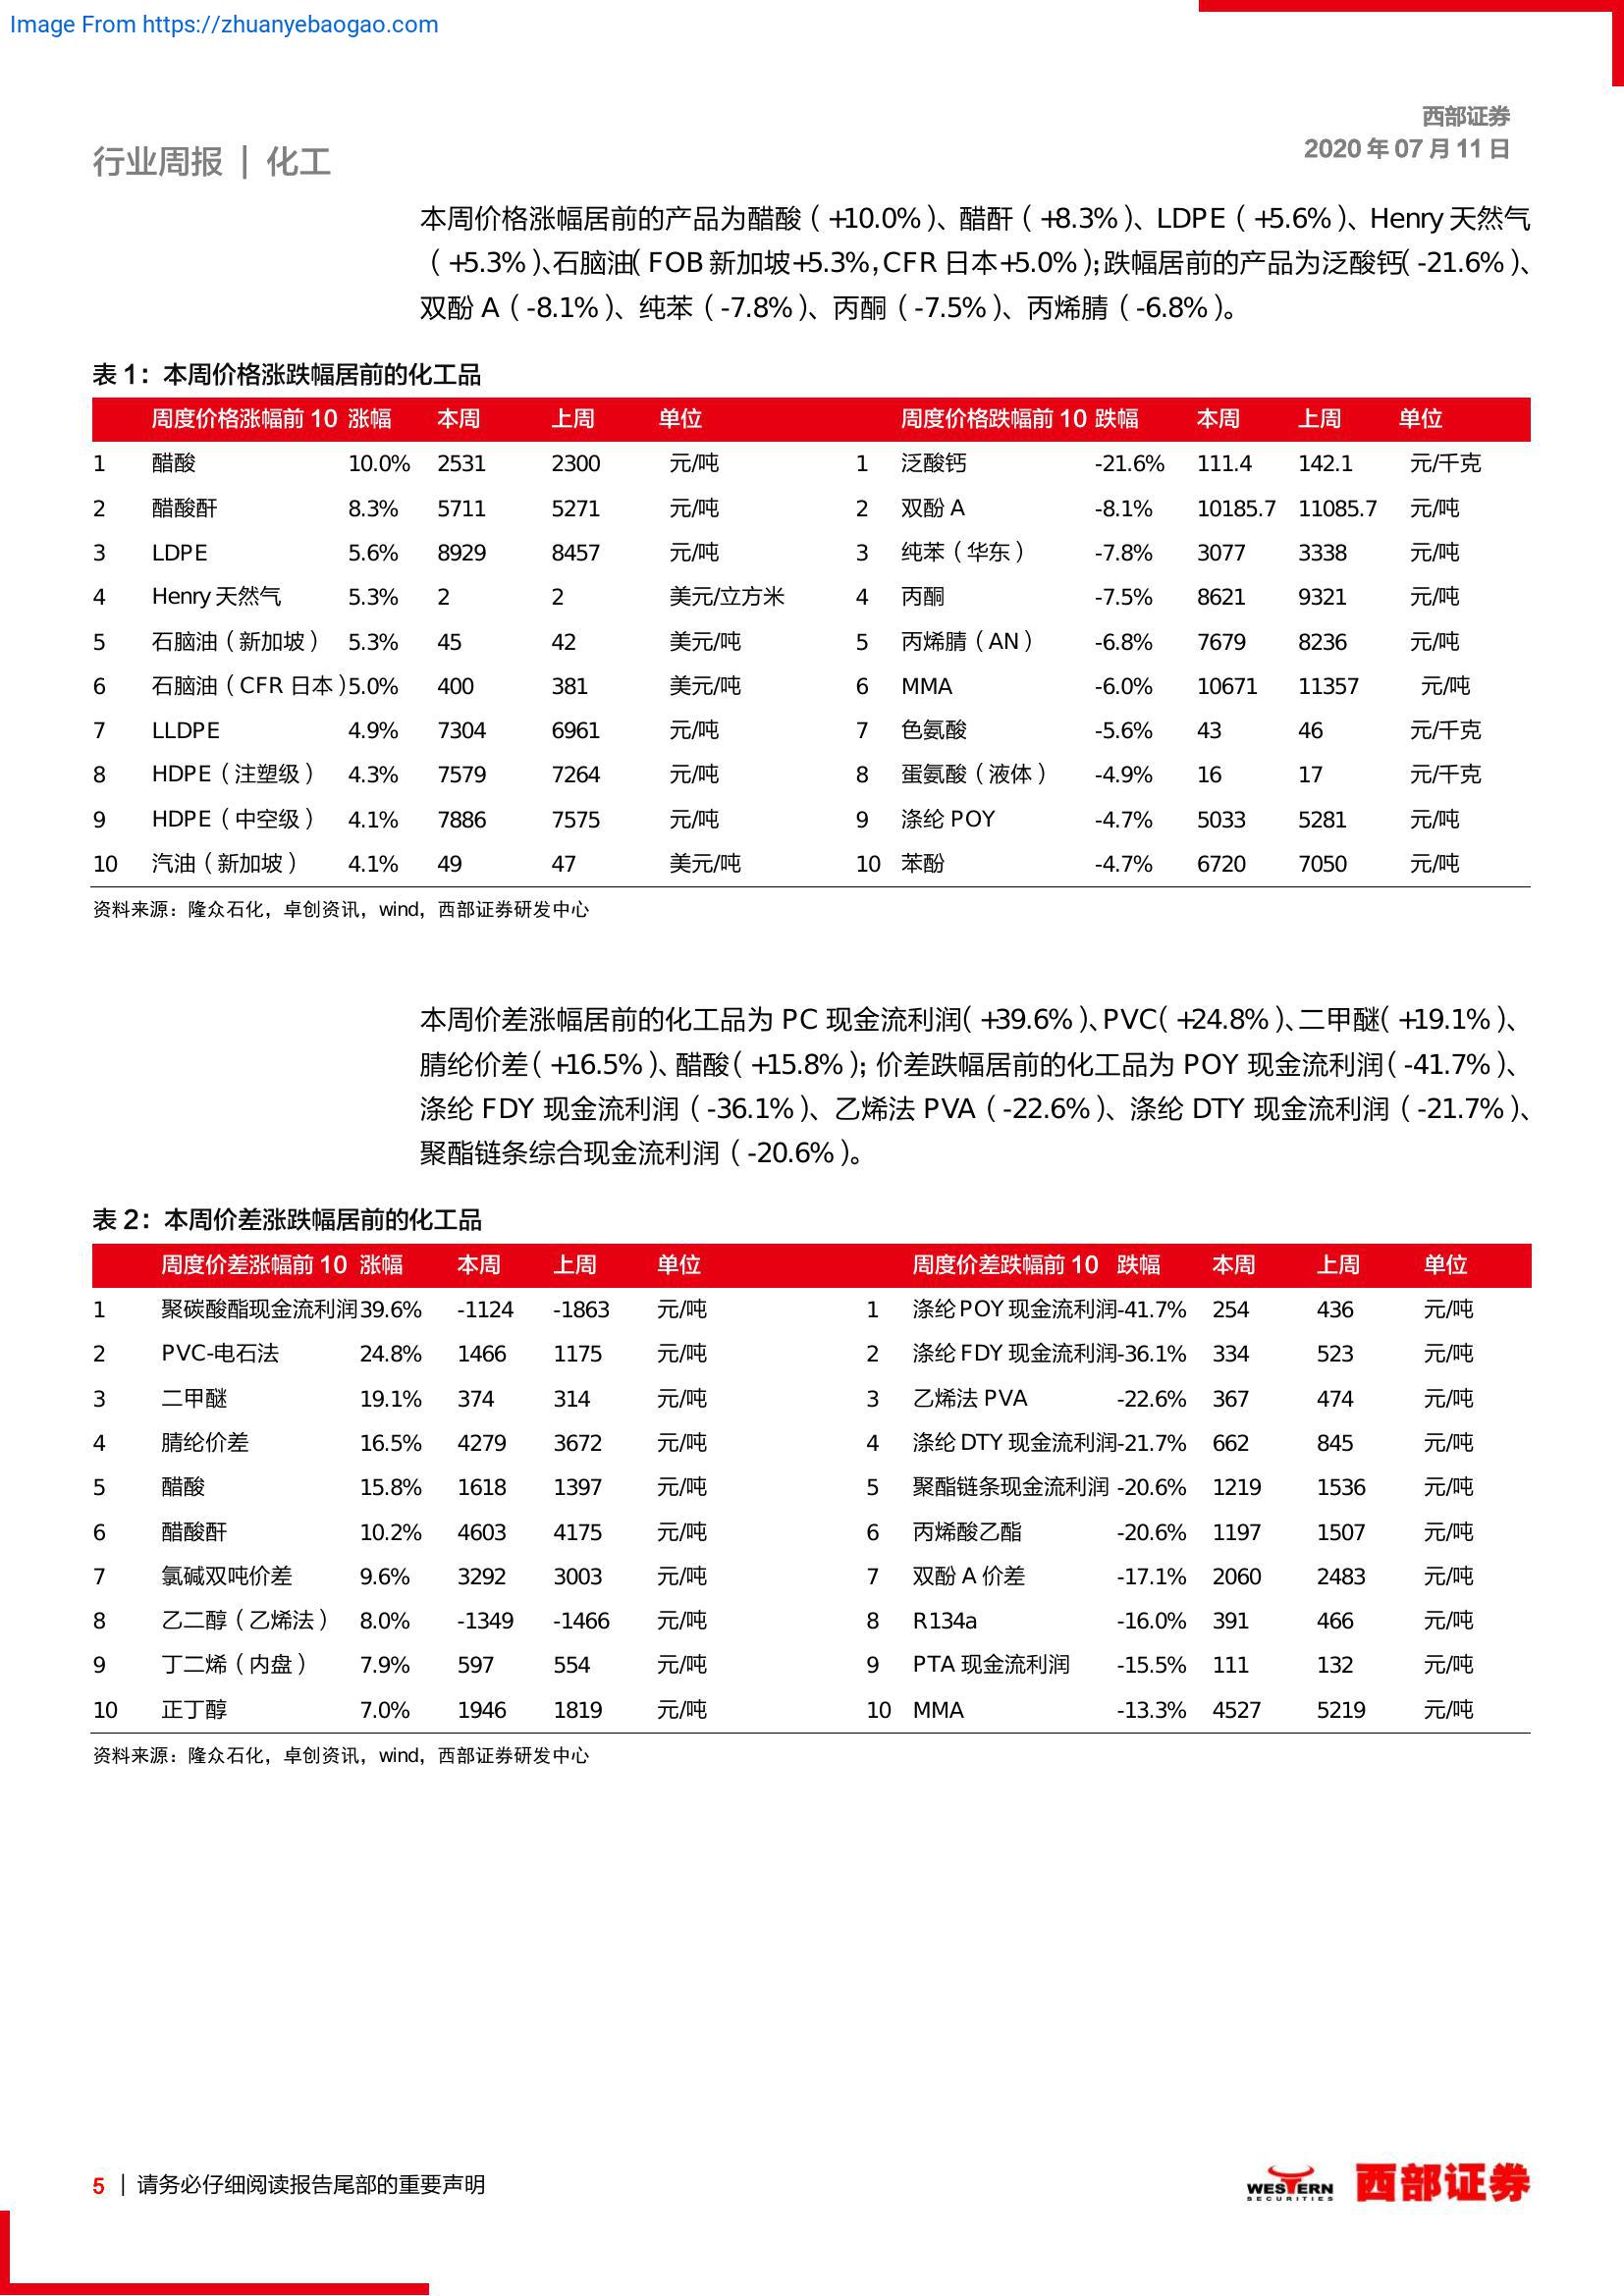 Image From https://zhuanyebaogao.com
西部证券
2020 年 07 月 11 日
行业周报 | 化工
本周价格涨幅居前的产品为醋酸（+10.0%）、醋酐（+8.3%）、LDPE（+5.6%）、Henry 天然气
（+5.3%）、石脑油（FOB 新加坡+5.3%，CFR 日本+5.0%）；跌幅居前的产品为泛酸钙（-21.6%）、
双酚 A（-8.1%）、纯苯（-7.8%）、丙酮（-7.5%）、丙烯腈（-6.8%）。
表 1：本周价格涨跌幅居前的化工品
周度价格涨幅前 10 涨幅 本周 上周 单位 周度价格跌幅前 10 跌幅 本周 上周 单位
1 醋酸 10.0% 2531 2300 元/吨 1 泛酸钙 -21.6% 111.4 142.1 元/千克
2 醋酸酐 8.3% 5711 5271 元/吨 2 双酚 A -8.1% 10185.7 11085.7 元/吨
3 LDPE 5.6% 8929 8457 元/吨 3 纯苯（华东） -7.8% 3077 3338 元/吨
4 Henry 天然气 5.3% 2 2 美元/立方米 4 丙酮 -7.5% 8621 9321 元/吨
5 石脑油（新加坡） 5.3% 45 42 美元/吨 5 丙烯腈（AN） -6.8% 7679 8236 元/吨
6 石脑油（CFR 日本） 5.0% 400 381 美元/吨 6 MMA -6.0% 10671 11357 元/吨
7 LLDPE 4.9% 7304 6961 元/吨 7 色氨酸 -5.6% 43 46 元/千克
8 HDPE（注塑级） 4.3% 7579 7264 元/吨 8 蛋氨酸（液体） -4.9% 16 17 元/千克
9 HDPE（中空级） 4.1% 7886 7575 元/吨 9 涤纶 POY -4.7% 5033 5281 元/吨
10 汽油（新加坡） 4.1% 49 47 美元/吨 10 苯酚 -4.7% 6720 7050 元/吨
资料来源：隆众石化，卓创资讯，wind，西部证券研发中心
本周价差涨幅居前的化工品为 PC 现金流利润（+39.6%）、PVC（+24.8%）、二甲醚（+19.1%）、
腈纶价差（+16.5%）、醋酸（+15.8%）；价差跌幅居前的化工品为 POY 现金流利润（-41.7%）、
涤纶 FDY 现金流利润（-36.1%）、乙烯法 PVA（-22.6%）、涤纶 DTY 现金流利润（-21.7%）、
聚酯链条综合现金流利润（-20.6%）。
表 2：本周价差涨跌幅居前的化工品
周度价差涨幅前 10 涨幅 本周 上周 单位 周度价差跌幅前 10 跌幅 本周 上周 单位
1 聚碳酸酯现金流利润 39.6% -1124 -1863 元/吨 1 涤纶 POY 现金流利润 -41.7% 254 436 元/吨
2 PVC-电石法 24.8% 1466 1175 元/吨 2 涤纶 FDY 现金流利润 -36.1% 334 523 元/吨
3 二甲醚 19.1% 374 314 元/吨 3 乙烯法 PVA -22.6% 367 474 元/吨
4 腈纶价差 16.5% 4279 3672 元/吨 4 涤纶 DTY 现金流利润 -21.7% 662 845 元/吨
5 醋酸 15.8% 1618 1397 元/吨 5 聚酯链条现金流利润 -20.6% 1219 1536 元/吨
6 醋酸酐 10.2% 4603 4175 元/吨 6 丙烯酸乙酯 -20.6% 1197 1507 元/吨
7 氯碱双吨价差 9.6% 3292 3003 元/吨 7 双酚 A 价差 -17.1% 2060 2483 元/吨
8 乙二醇（乙烯法） 8.0% -1349 -1466 元/吨 8 R134a -16.0% 391 466 元/吨
9 丁二烯（内盘） 7.9% 597 554 元/吨 9 PTA 现金流利润 -15.5% 111 132 元/吨
10 正丁醇 7.0% 1946 1819 元/吨 10 MMA -13.3% 4527 5219 元/吨
资料来源：隆众石化，卓创资讯，wind，西部证券研发中心
5 | 请务必仔细阅读报告尾部的重要声明
WESTERN
SECURITIES
西部证券